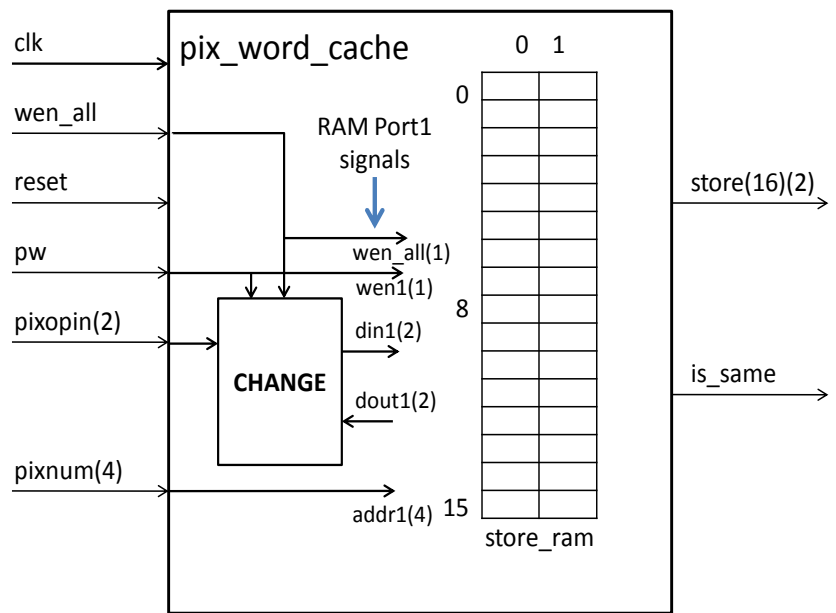 clk
wen_all
reset
pw
pixopin(2)
pixnum(4)
pix_word_cache
RAM Port1
signals
wen_all(1)
wen1(1)
din1(2)
CHANGE
dout1(2)
addr1(4)
0 1
0
8
15
store_ram
store(16)(2)
is_same